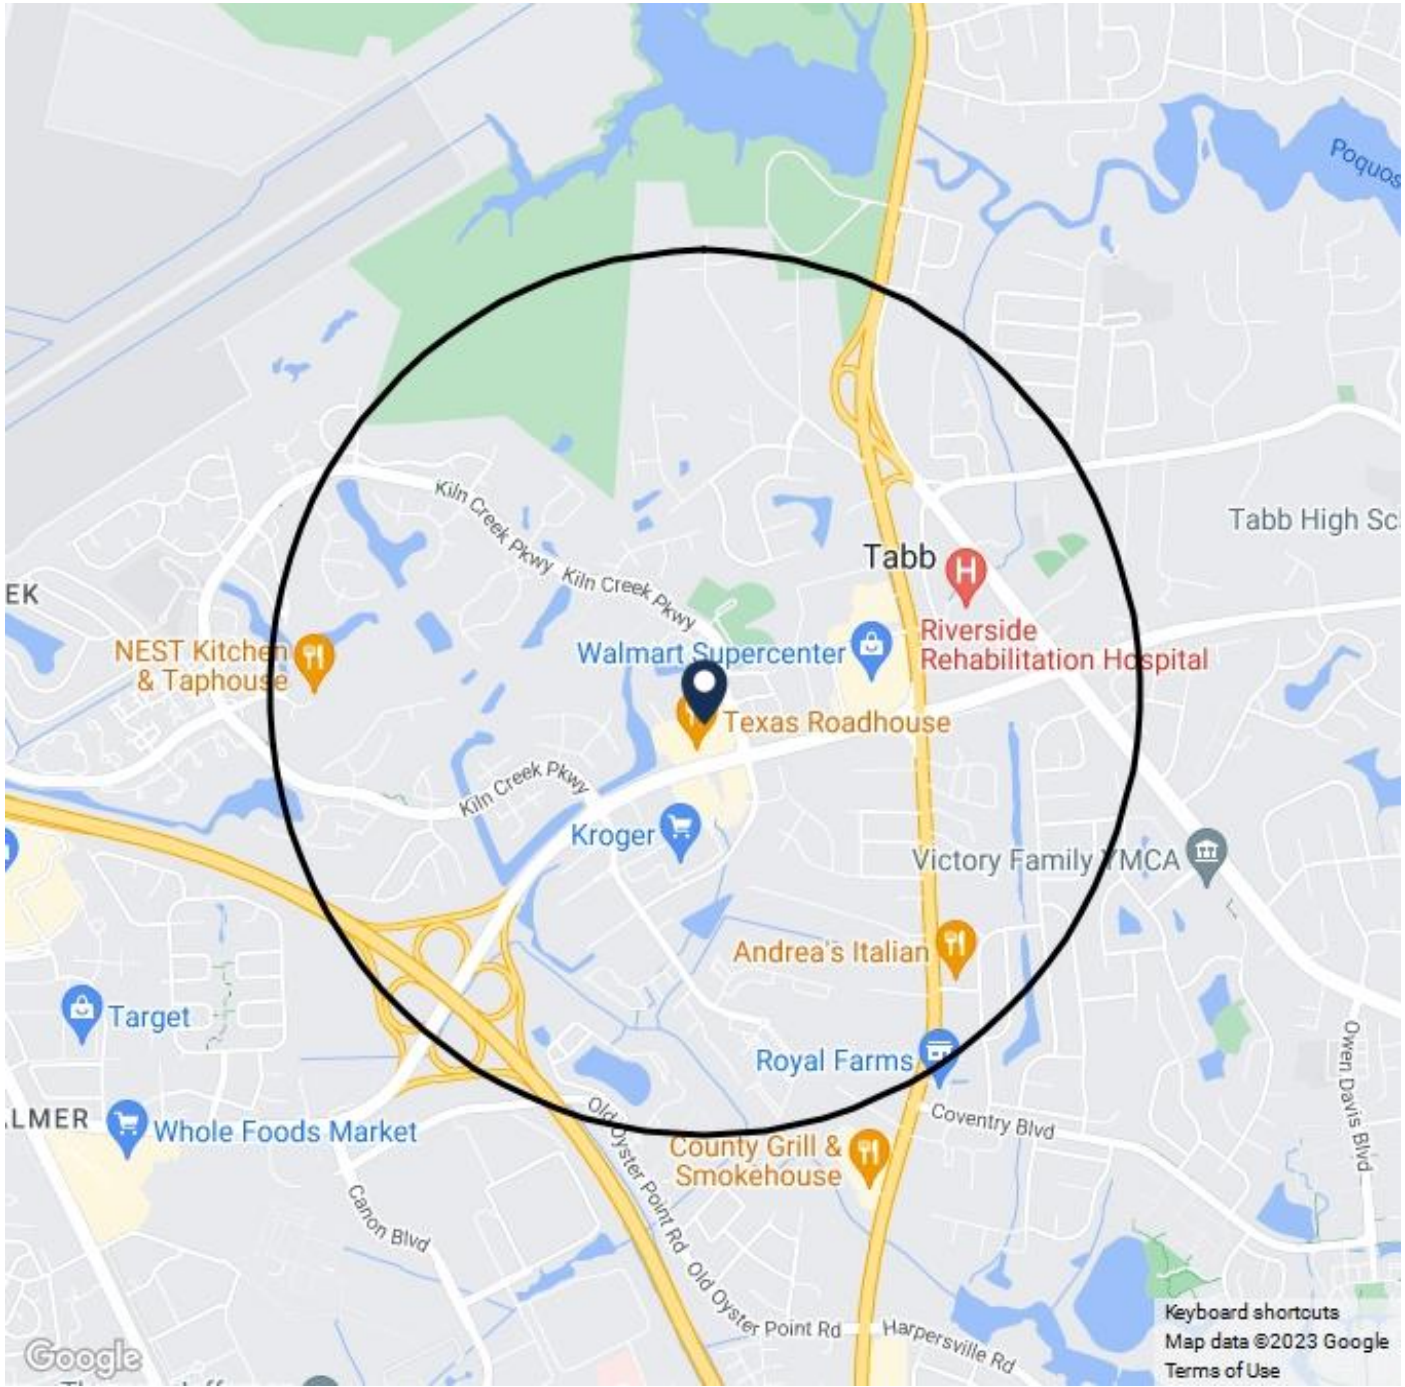 Poquos
Kiln Creek Pkwy
Kiln Creek Pkwy
Tabb High Sc
Tabb
EK
Riverside
Rehabilitation Hospital
NEST Kitchen
& Taphouse
Walmart Supercenter
Texas Roadhouse
Kiln Creek Pkwy
Kroger
Victory Family YMCA
Andrea's Italian
Target
Royal Farms
Owen Davis Blvd
LMER
Whole Foods Market
Old Oyster Point Rd
Coventry Blvd
County Grill &
Smokehouse
Canon Blvd
Old Oyster Point Rd
Harpersville Rd
Keyboard shortcuts
Map data ©2023 Google
Terms of Use
Google